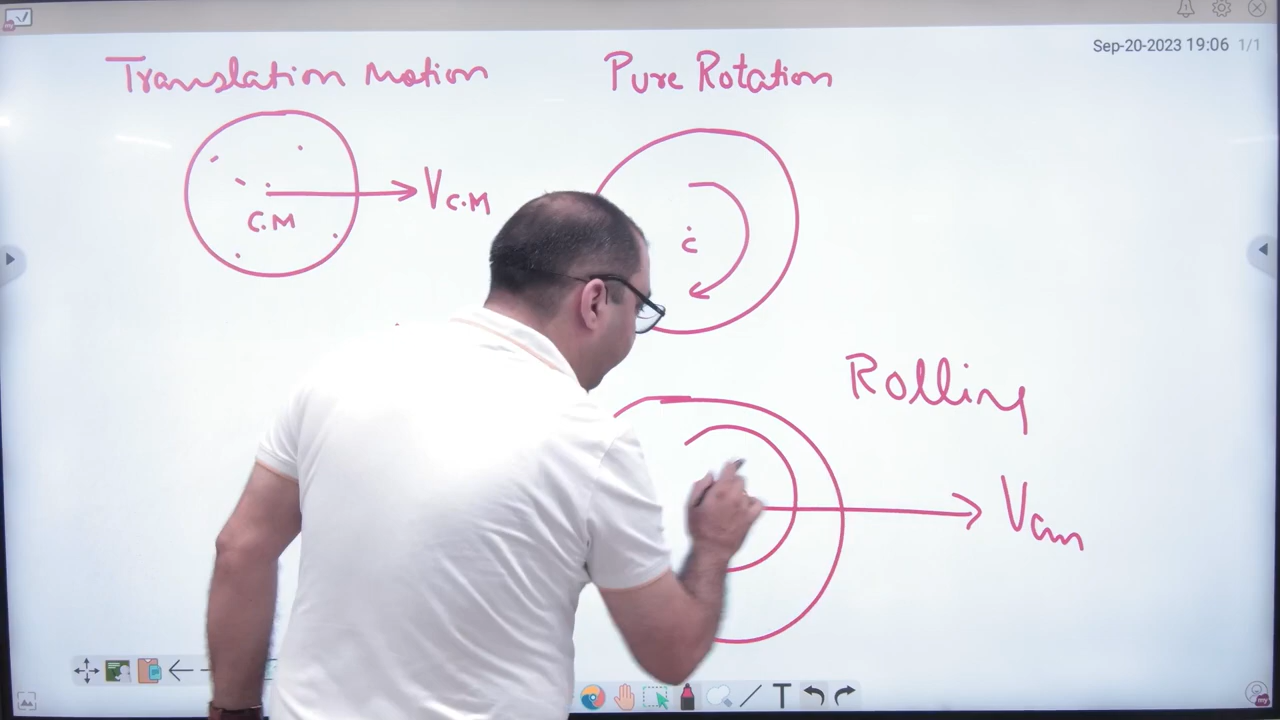 Sep-20-2023 19:06 1/1
Translation Motion
Pure Rotation
C.M
VC.M
c
Rolling
Vcm